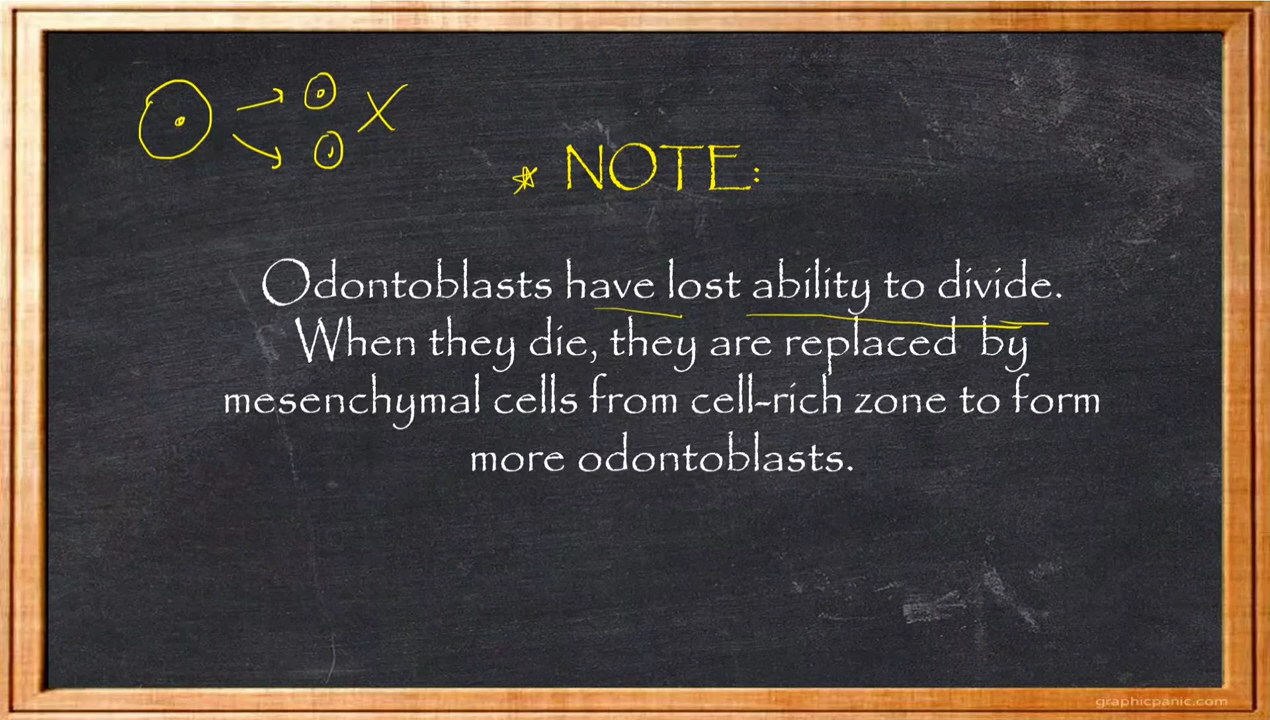 * NOTE:
Odontoblasts have lost ability to divide.
When they die, they are replaced by
mesenchymal cells from cell-rich zone to form
more odontoblasts.
graphicpanic.com